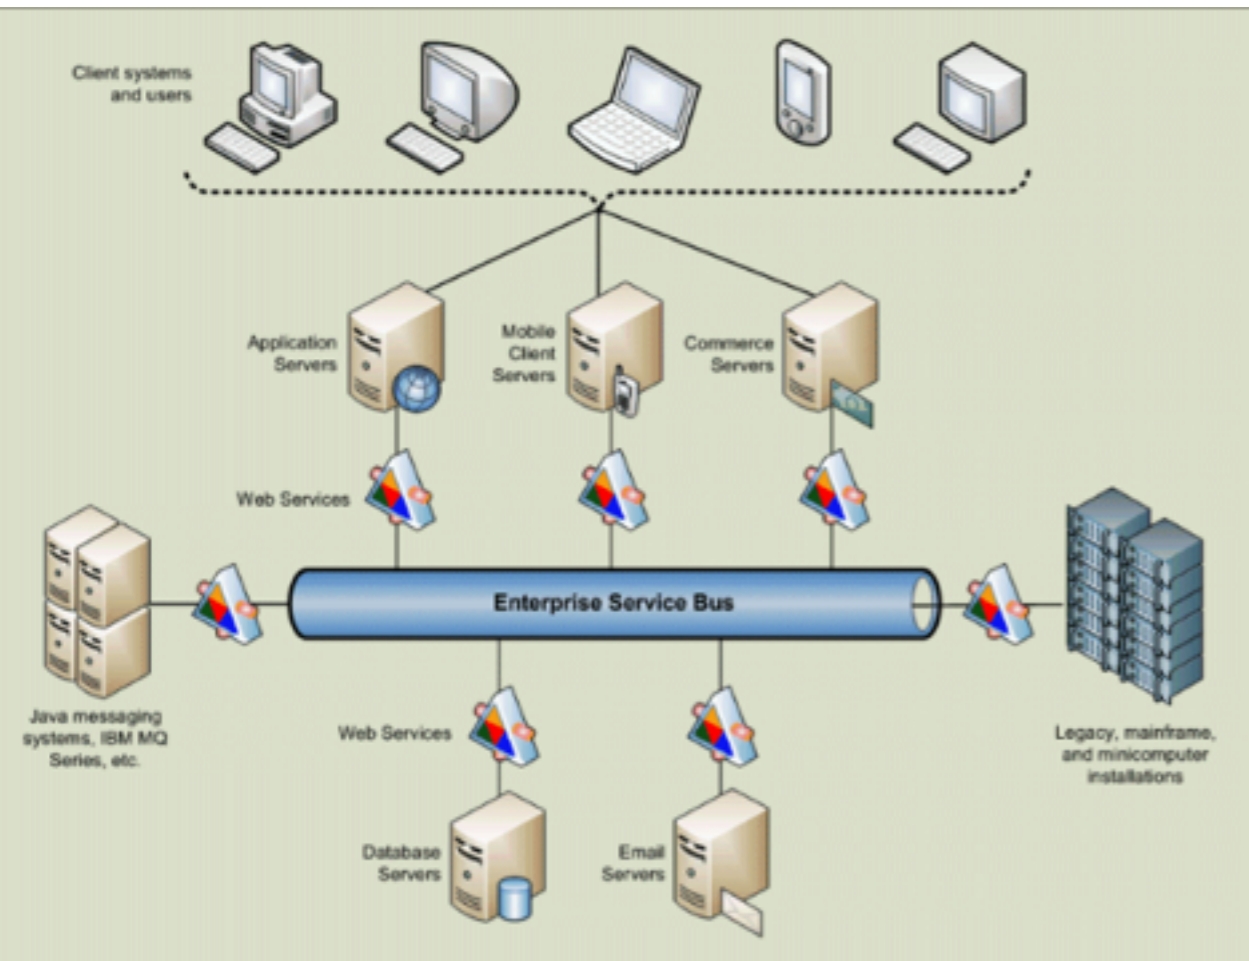 Client systems
and users
Application
Servers
Mobile
Client
Servers
Commerce
Servers
Web Services
Enterprise Service Bus
Java messaging
systems, IBM MQ
Series, etc.
Web Services
Legacy, mainframe,
and minicomputer
installations
Database
Servers
Email
Servers